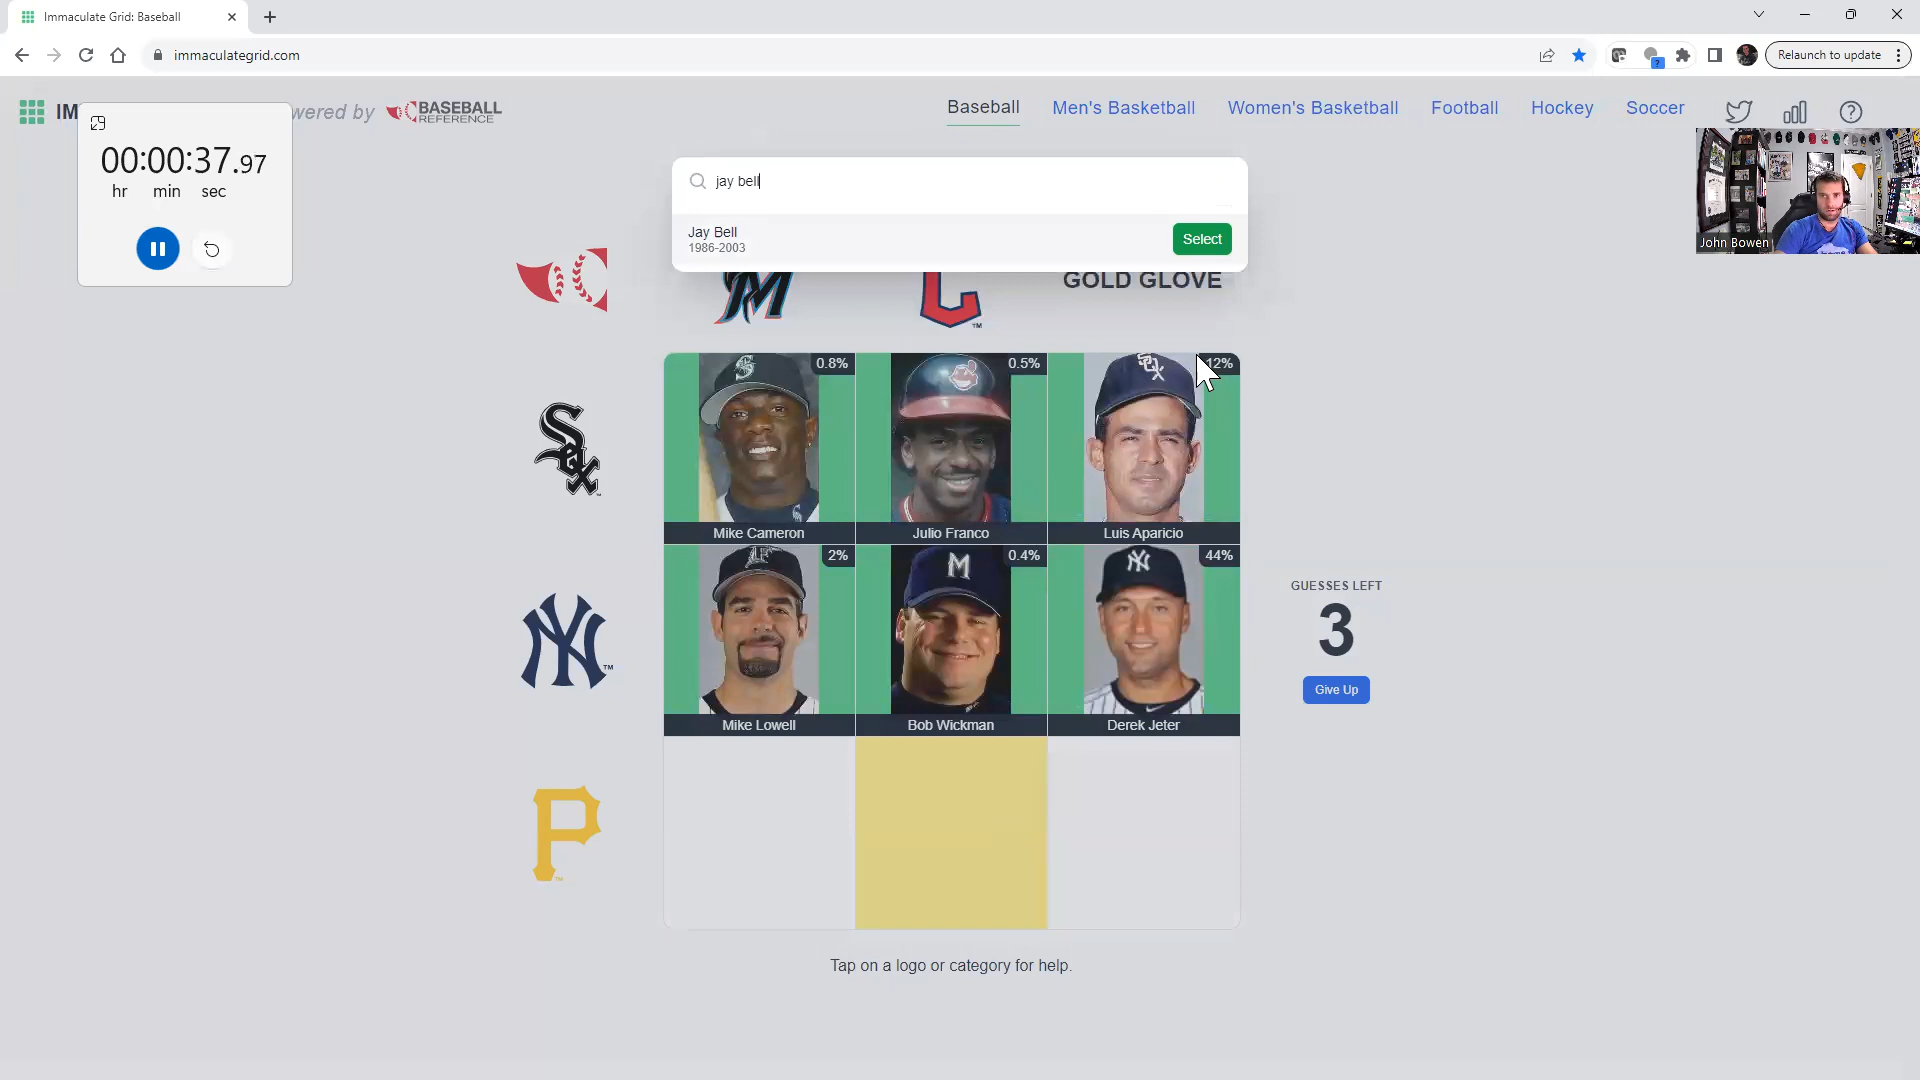 Immaculate Grid: Baseball
immaculategrid.com
Relaunch to update
IM
wered by
BASEBALL
REFERENCE
Baseball
Men's Basketball
Women's Basketball
Football
Hockey
Soccer
00:00:37.97
hr min sec
jay bell
Jay Bell
1986-2003
Select
John Bowen
GOLD GLOVE
0.8%
0.5%
12%
Mike Cameron
Julio Franco
Luis Aparicio
2%
0.4%
44%
Mike Lowell
Bob Wickman
Derek Jeter
GUESSES LEFT
3
Give Up
Tap on a logo or category for help.